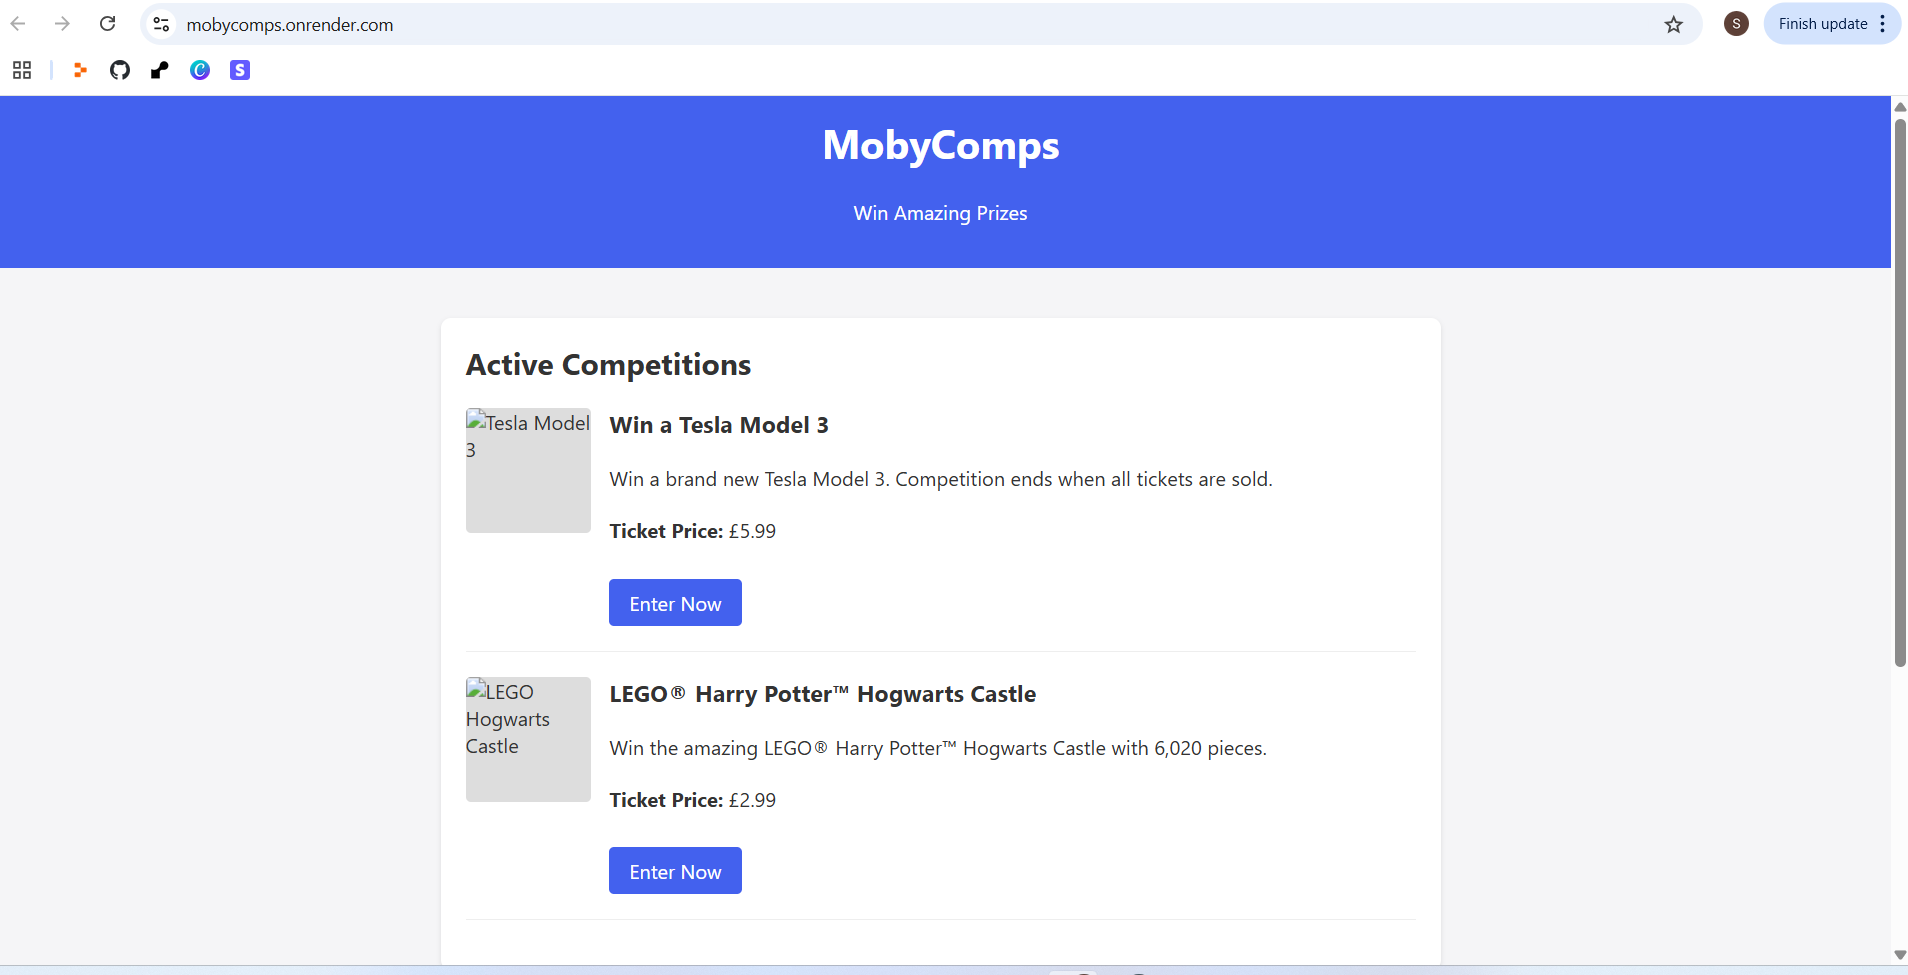 mobycomps.onrender.com
S
Finish update
C
S
MobyComps
Win Amazing Prizes
Active Competitions
Tesla Model
3
Win a Tesla Model 3
Win a brand new Tesla Model 3. Competition ends when all tickets are sold.
Ticket Price: £5.99
Enter Now
LEGO
Hogwarts
Castle
LEGO® Harry Potter™ Hogwarts Castle
Win the amazing LEGO® Harry Potter™ Hogwarts Castle with 6,020 pieces.
Ticket Price: £2.99
Enter Now